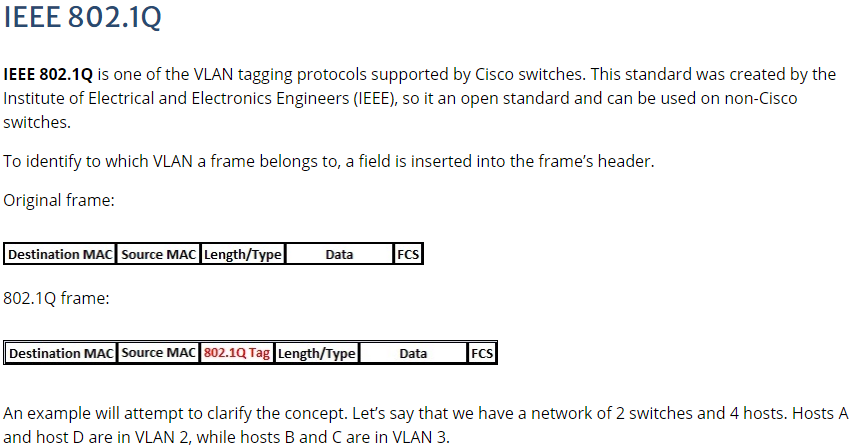 IEEE 802.1Q
IEEE 802.1Q is one of the VLAN tagging protocols supported by Cisco switches. This standard was created by the
Institute of Electrical and Electronics Engineers (IEEE), so it an open standard and can be used on non-Cisco
switches.
To identify to which VLAN a frame belongs to, a field is inserted into the frame’s header.
Original frame:
Destination MAC Source MAC Length/Type Data FCS
802.1Q frame:
Destination MAC Source MAC 802.1Q Tag Length/Type Data FCS
An example will attempt to clarify the concept. Let’s say that we have a network of 2 switches and 4 hosts. Hosts A
and host D are in VLAN 2, while hosts B and C are in VLAN 3.